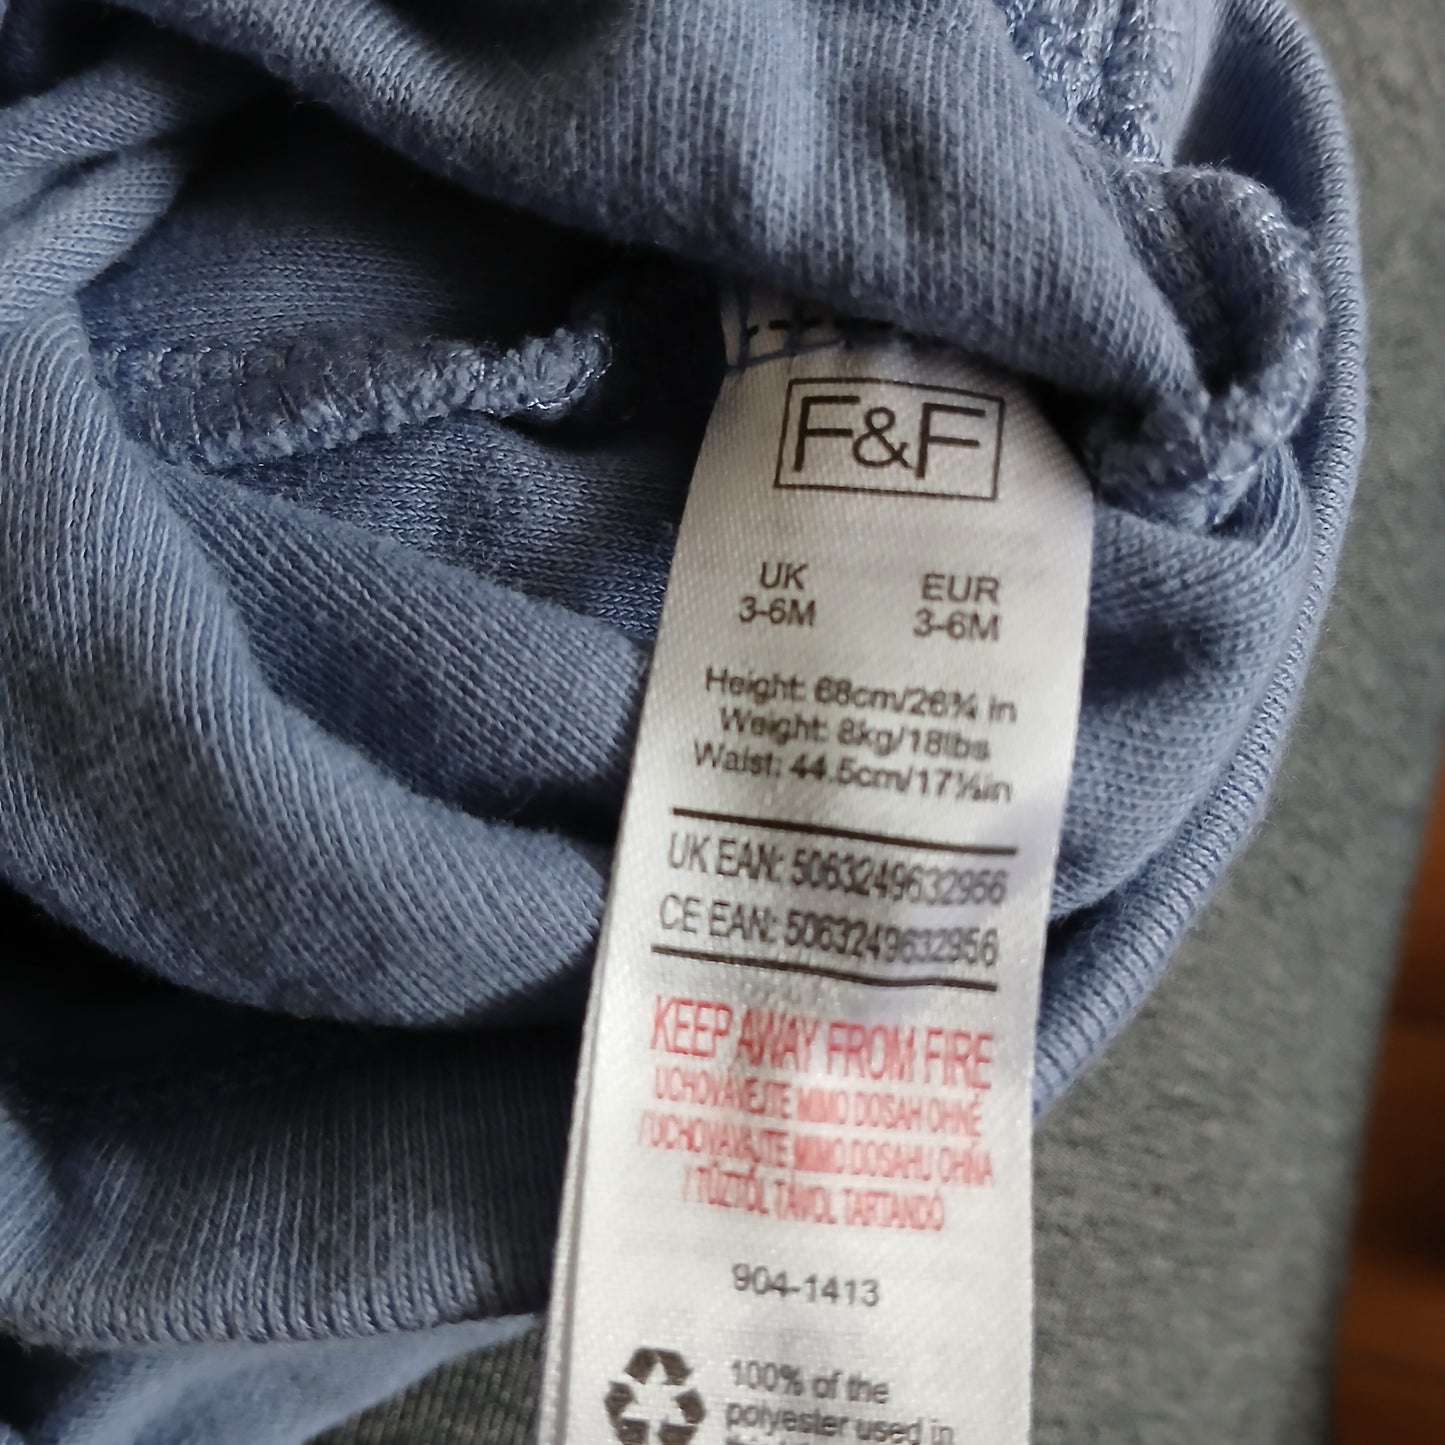 F&F
UK EUR
3-6M 3-6M
Height: 68cm/26¾ in
Weight: 8kg/18lbs
Waist: 44.5cm/17½in
UK EAN: 5063249632956
CE EAN: 5063249632956
KEEP AWAY FROM FIRE
UCHOVÁVEJTE MIMO DOSAH OHNĚ
/ UCHOVÁVAJTE MIMO DOSAHU OHŇA
/ TŰZTŐL TÁVOL TARTANDÓ
904-1413
100% of the
polyester used in